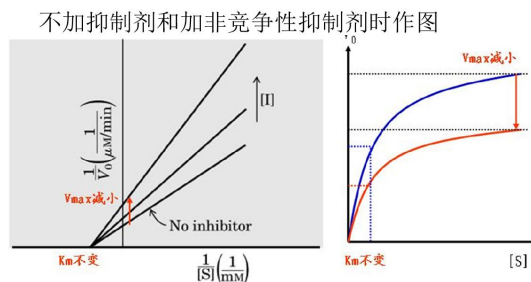 不加抑制剂和加非竞争性抑制剂时作图
[I]
1/V0 (1/μM/min)
Vmax减小
No inhibitor
Km不变
1/[S] (1/mM)
V0
Vmax减小
Km不变
[S]